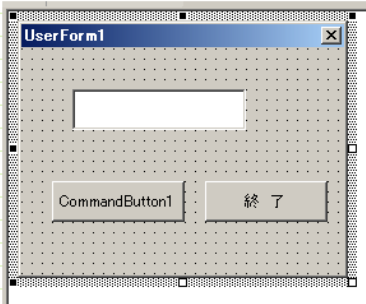 UserForm1
CommandButton1
終 了